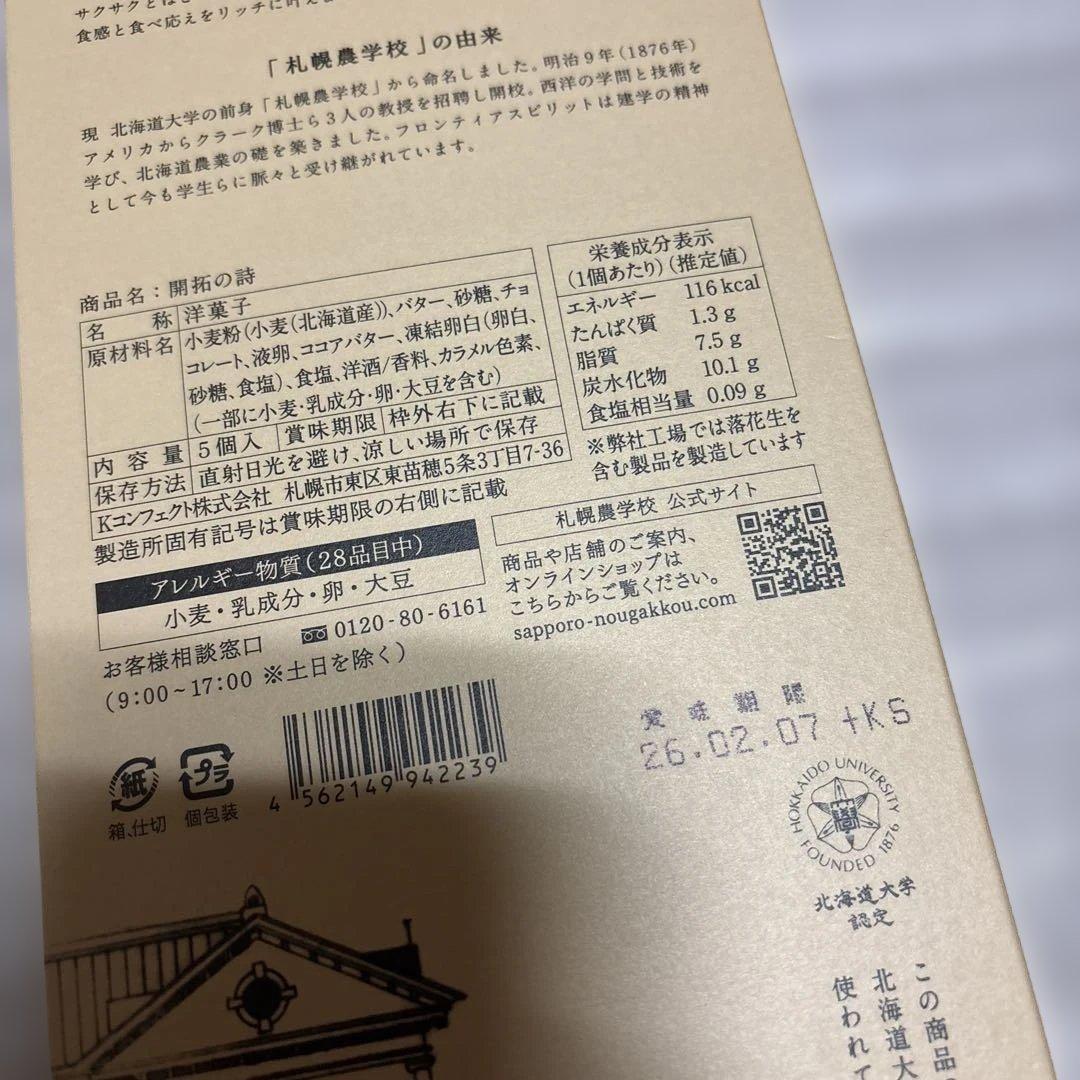 サクサクとほ
食感と食べ応えをリッチに叶えま
「札幌農学校」の由来
現 北海道大学の前身「札幌農学校」から命名しました。明治9年(1876年)
アメリカからクラーク博士ら3人の教授を招聘し開校。西洋の学問と技術を
学び、北海道農業の礎を築きました。フロンティアスピリットは建学の精神
として今も学生らに脈々と受け継がれています。
商品名:開拓の詩
名称 洋菓子
原材料名 小麦粉(小麦(北海道産))、バター、砂糖、チョ
コレート、液卵、ココアバター、凍結卵白(卵白、
砂糖、食塩)、食塩、洋酒/香料、カラメル色素、
(一部に小麦・乳成分・卵・大豆を含む)
内容量 5個入 賞味期限 枠外右下に記載
保存方法 直射日光を避け、涼しい場所で保存
Kコンフェクト株式会社 札幌市東区東苗穂5条3丁目7-36
製造所固有記号は賞味期限の右側に記載
栄養成分表示
(1個あたり)(推定値)
エネルギー 116 kcal
たんぱく質 1.3 g
脂質 7.5 g
炭水化物 10.1 g
食塩相当量 0.09 g
※弊社工場では落花生を
含む製品を製造しています
アレルギー物質(28品目中)
小麦・乳成分・卵・大豆
お客様相談窓口 0120-80-6161
(9:00~17:00 ※土日を除く)
札幌農学校 公式サイト
商品や店舗のご案内、
オンラインショップは
こちらからご覧ください。
sapporo-nougakkou.com
紙
箱、仕切
プラ
個包装
4 562149 942239
賞味期限
26.02.07 +KS
HOKKAIDO UNIVERSITY
FOUNDED 1876
北海道大学
認定
この商品
北海道大
使われて